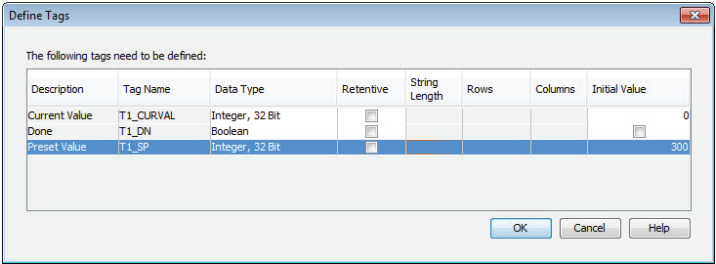 Define Tags
The following tags need to be defined:
Description Tag Name Data Type Retentive String Length Rows Columns Initial Value
Current Value T1_CURVAL Integer, 32 Bit 0
Done T1_DN Boolean
Preset Value T1_SP Integer, 32 Bit 300
OK Cancel Help